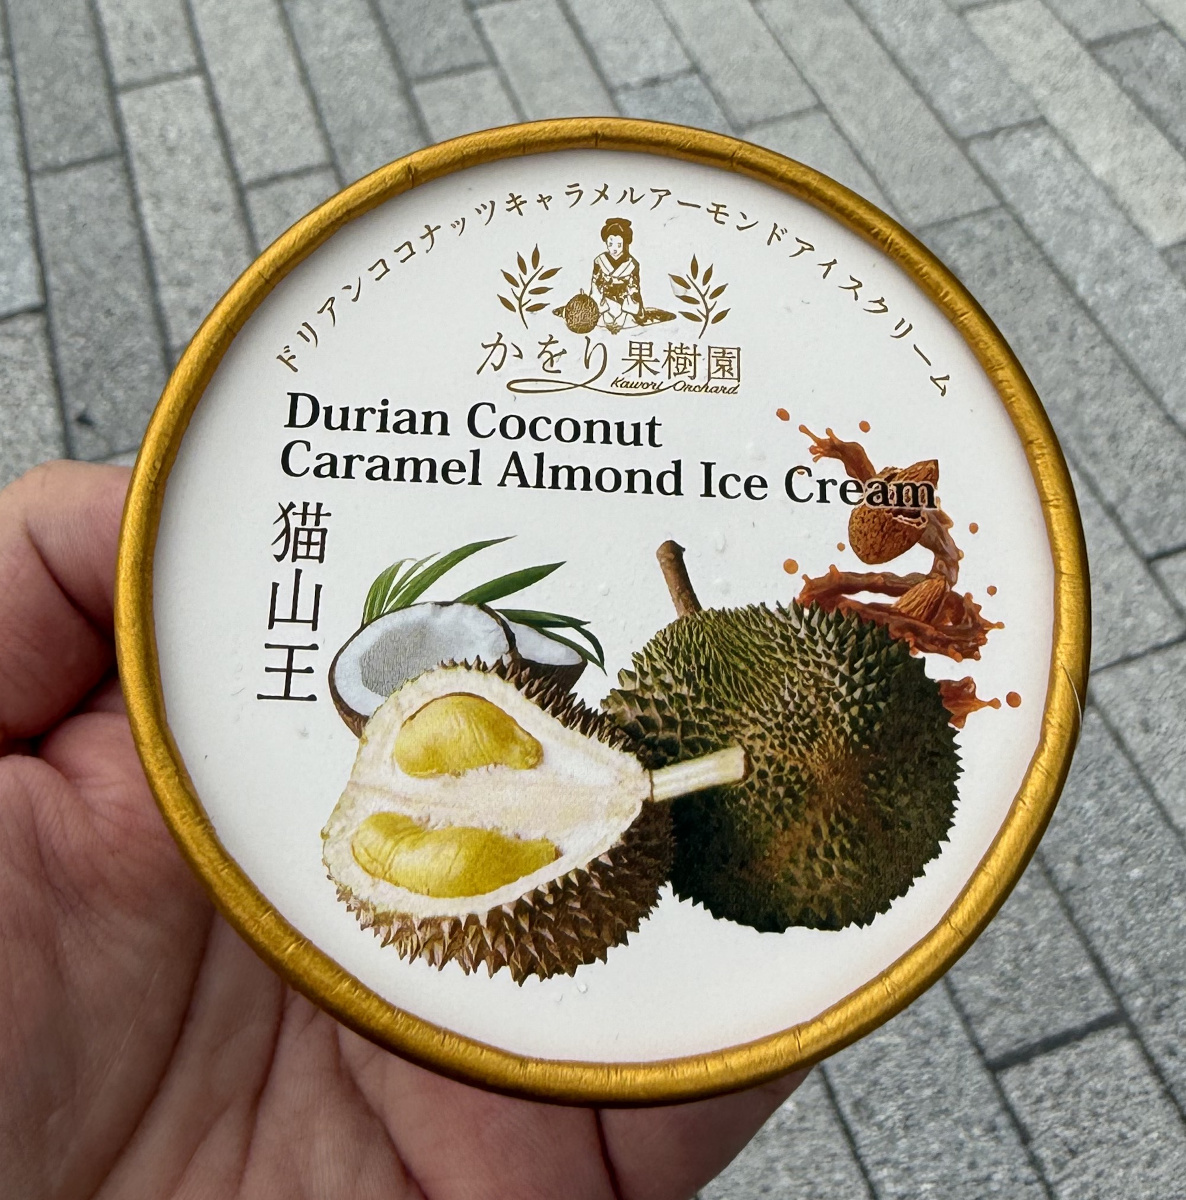 ドリアンココナッツキャラメルアーモンドアイスクリーム
かをり果樹園
Kawori Orchard
Durian Coconut
Caramel Almond Ice Cream
猫山王